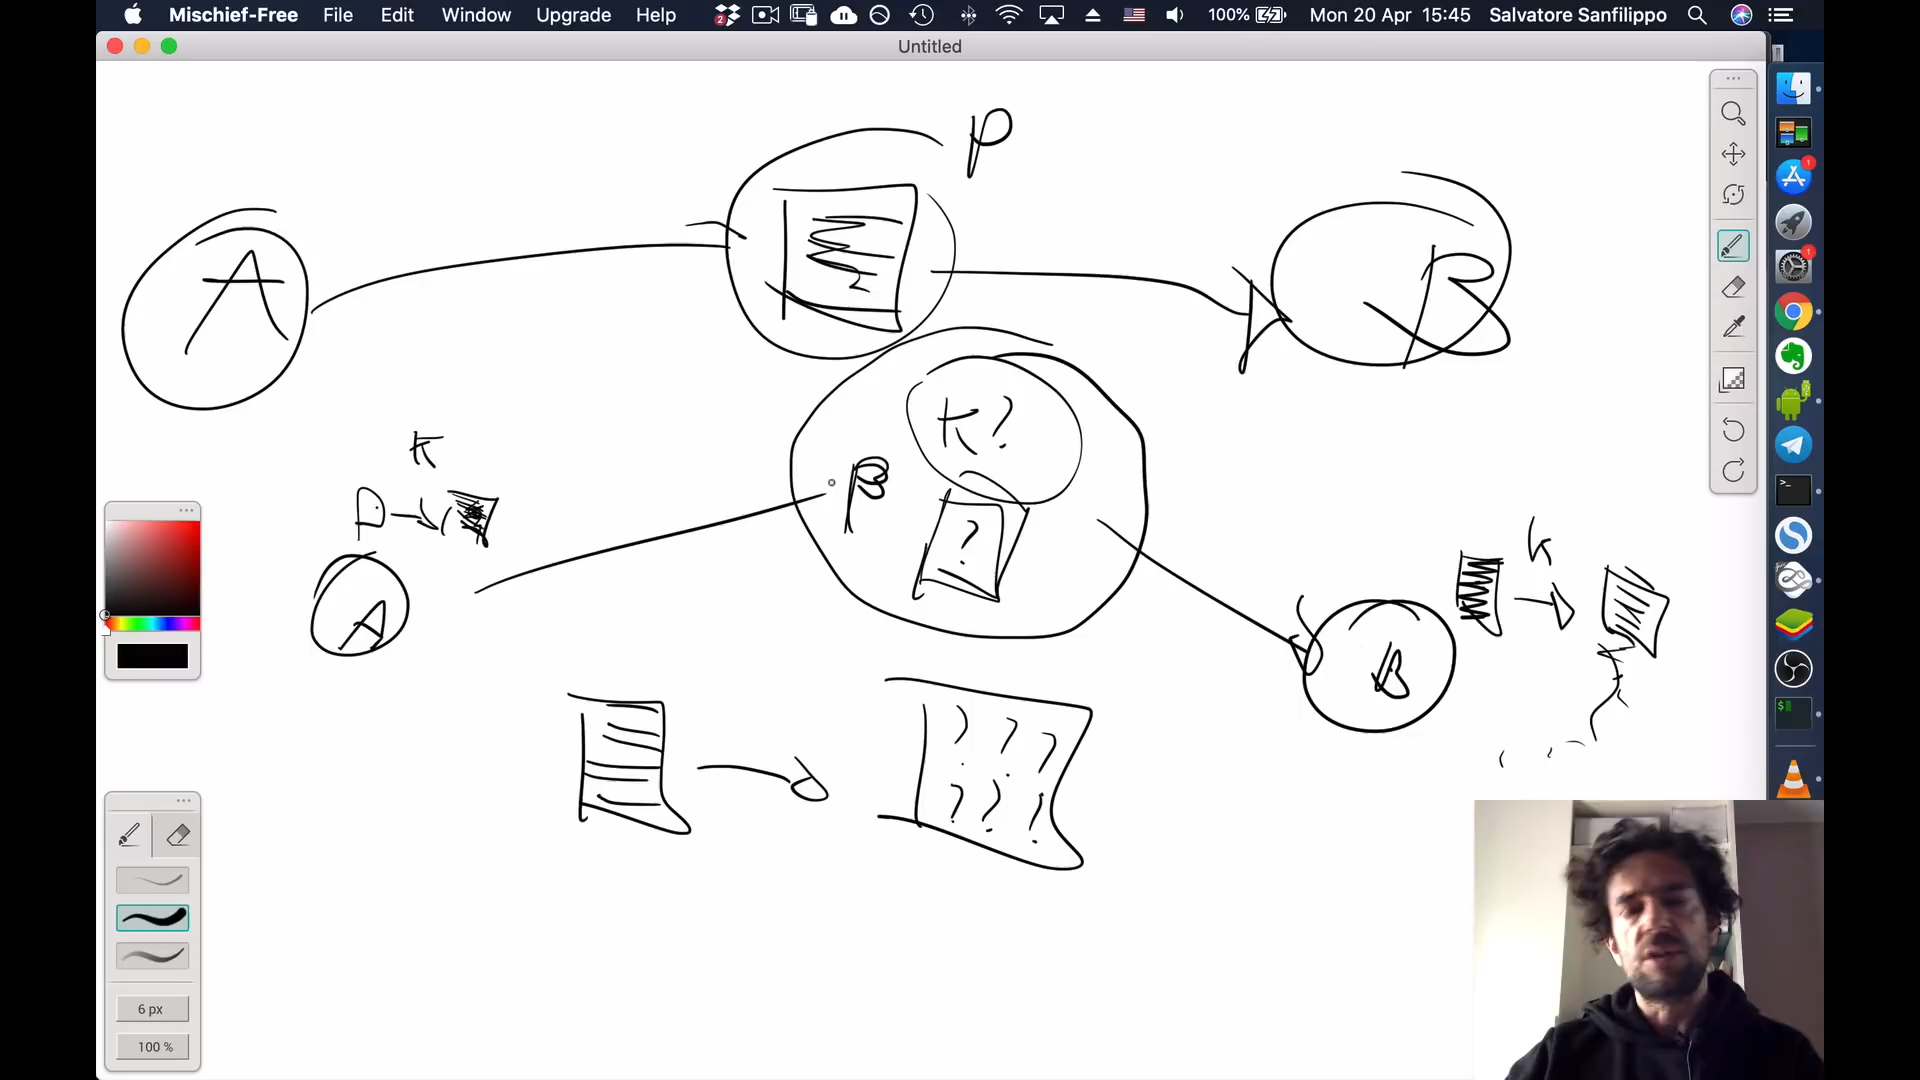 Mischief-Free File Edit Window Upgrade Help 100% Mon 20 Apr 15:45 Salvatore Sanfilippo
Untitled
P
A
B
K?
K
?
K
A
B
? ? ?
? ? ?
6 px
100 %